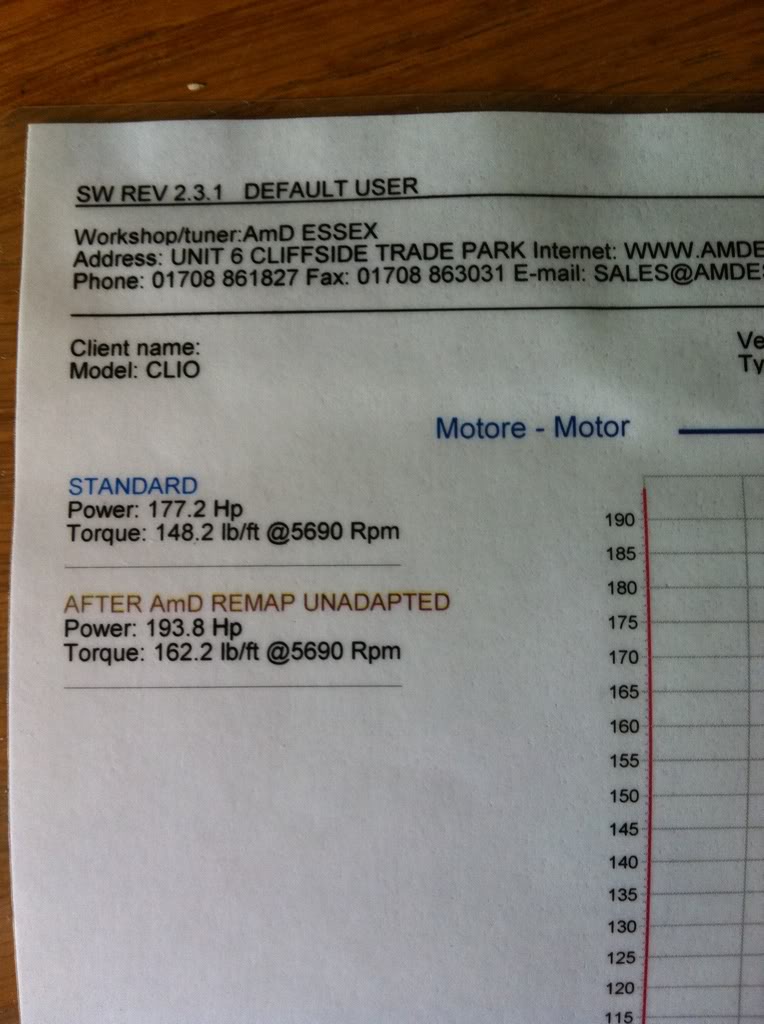 SW REV 2.3.1 DEFAULT USER
Workshop/tuner:AmD ESSEX
Address: UNIT 6 CLIFFSIDE TRADE PARK Internet: WWW.AMDE
Phone: 01708 861827 Fax: 01708 863031 E-mail: SALES@AMDES
Client name:
Model: CLIO
Ve
Ty
Motore - Motor
STANDARD
Power: 177.2 Hp
Torque: 148.2 lb/ft @5690 Rpm
AFTER AmD REMAP UNADAPTED
Power: 193.8 Hp
Torque: 162.2 lb/ft @5690 Rpm
190
185
180
175
170
165
160
155
150
145
140
135
130
125
120
115